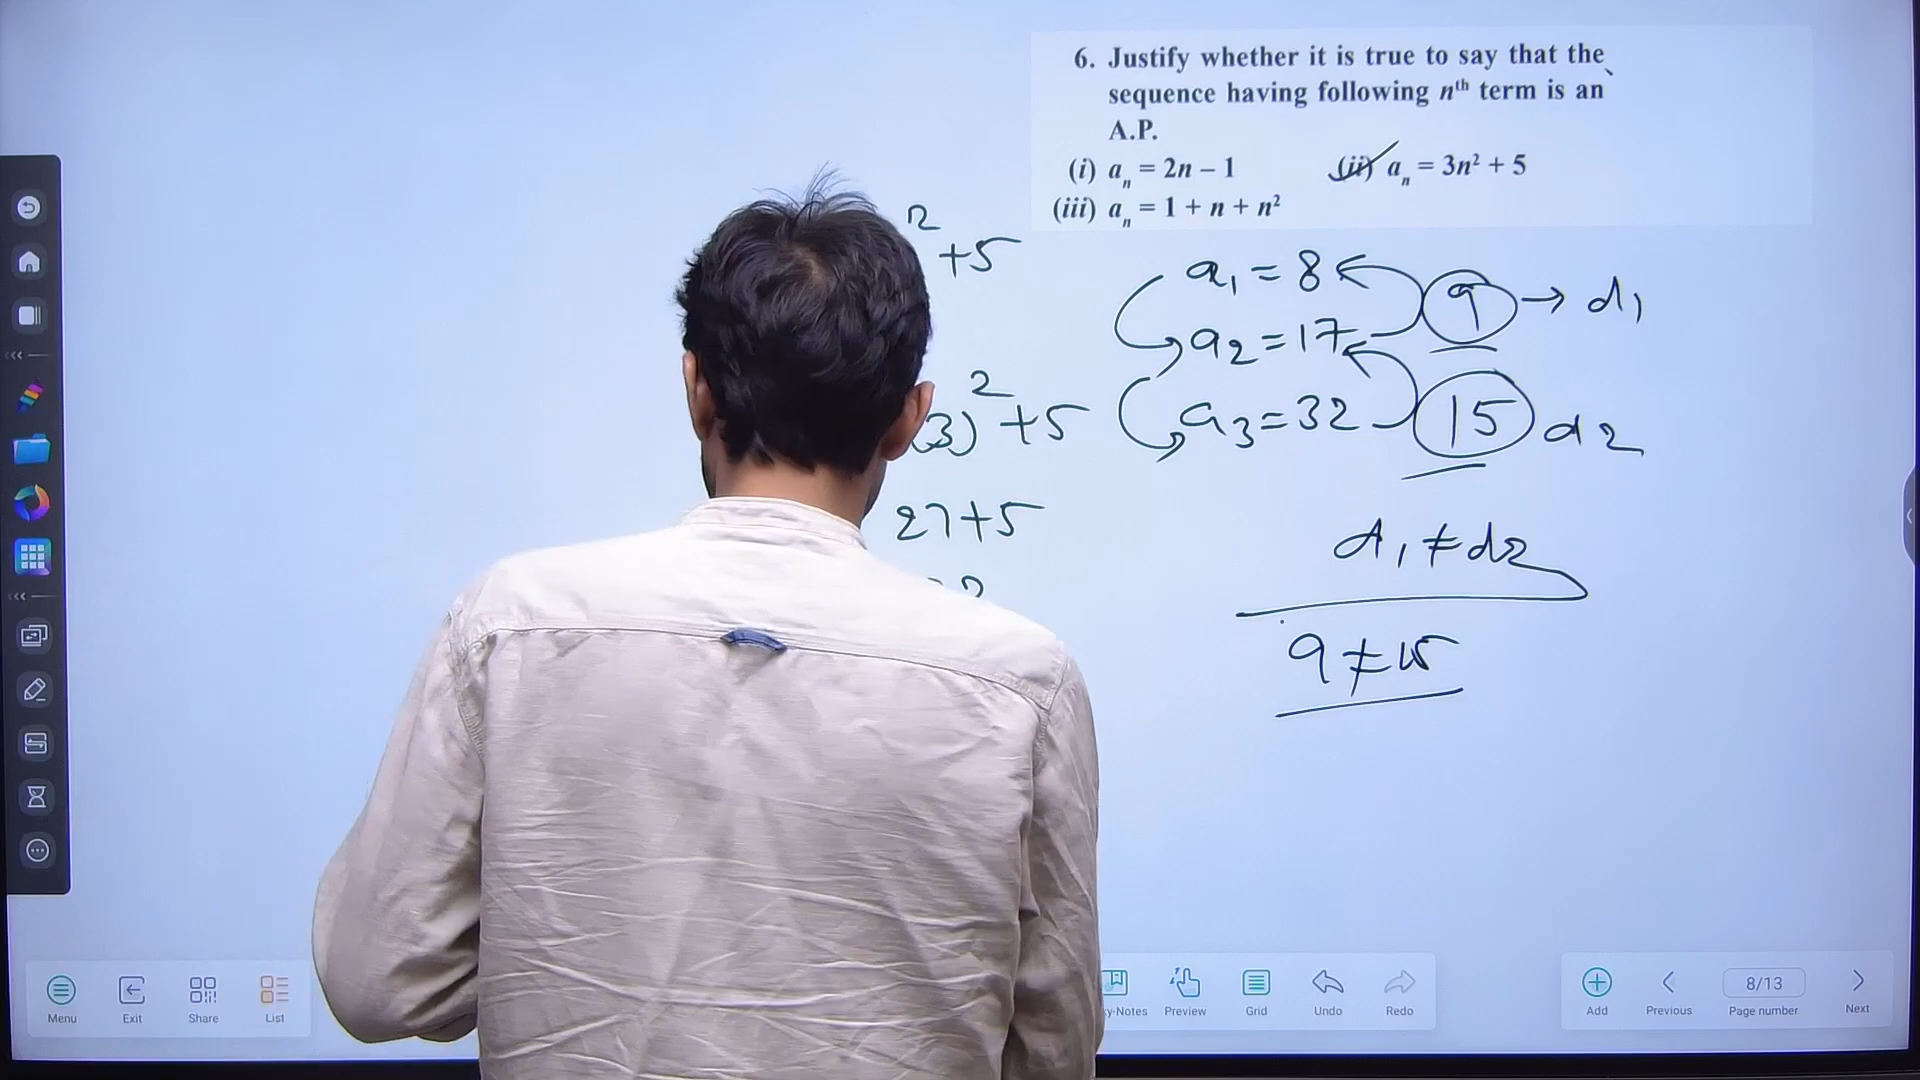 6. Justify whether it is true to say that the
sequence having following nᵗʰ term is an
A.P.
(i) aₙ = 2n – 1 (ii) aₙ = 3n² + 5
(iii) aₙ = 1 + n + n²
2
+5
(3)² +5
27+5
a₁ = 8 9 → d₁
a₂ = 17
a₃ = 32 15 d₂
d₁ ≠ d₂
9 ≠ 15
Menu Exit Share List y-Notes Preview Grid Undo Redo Add Previous 8/13 Page number Next